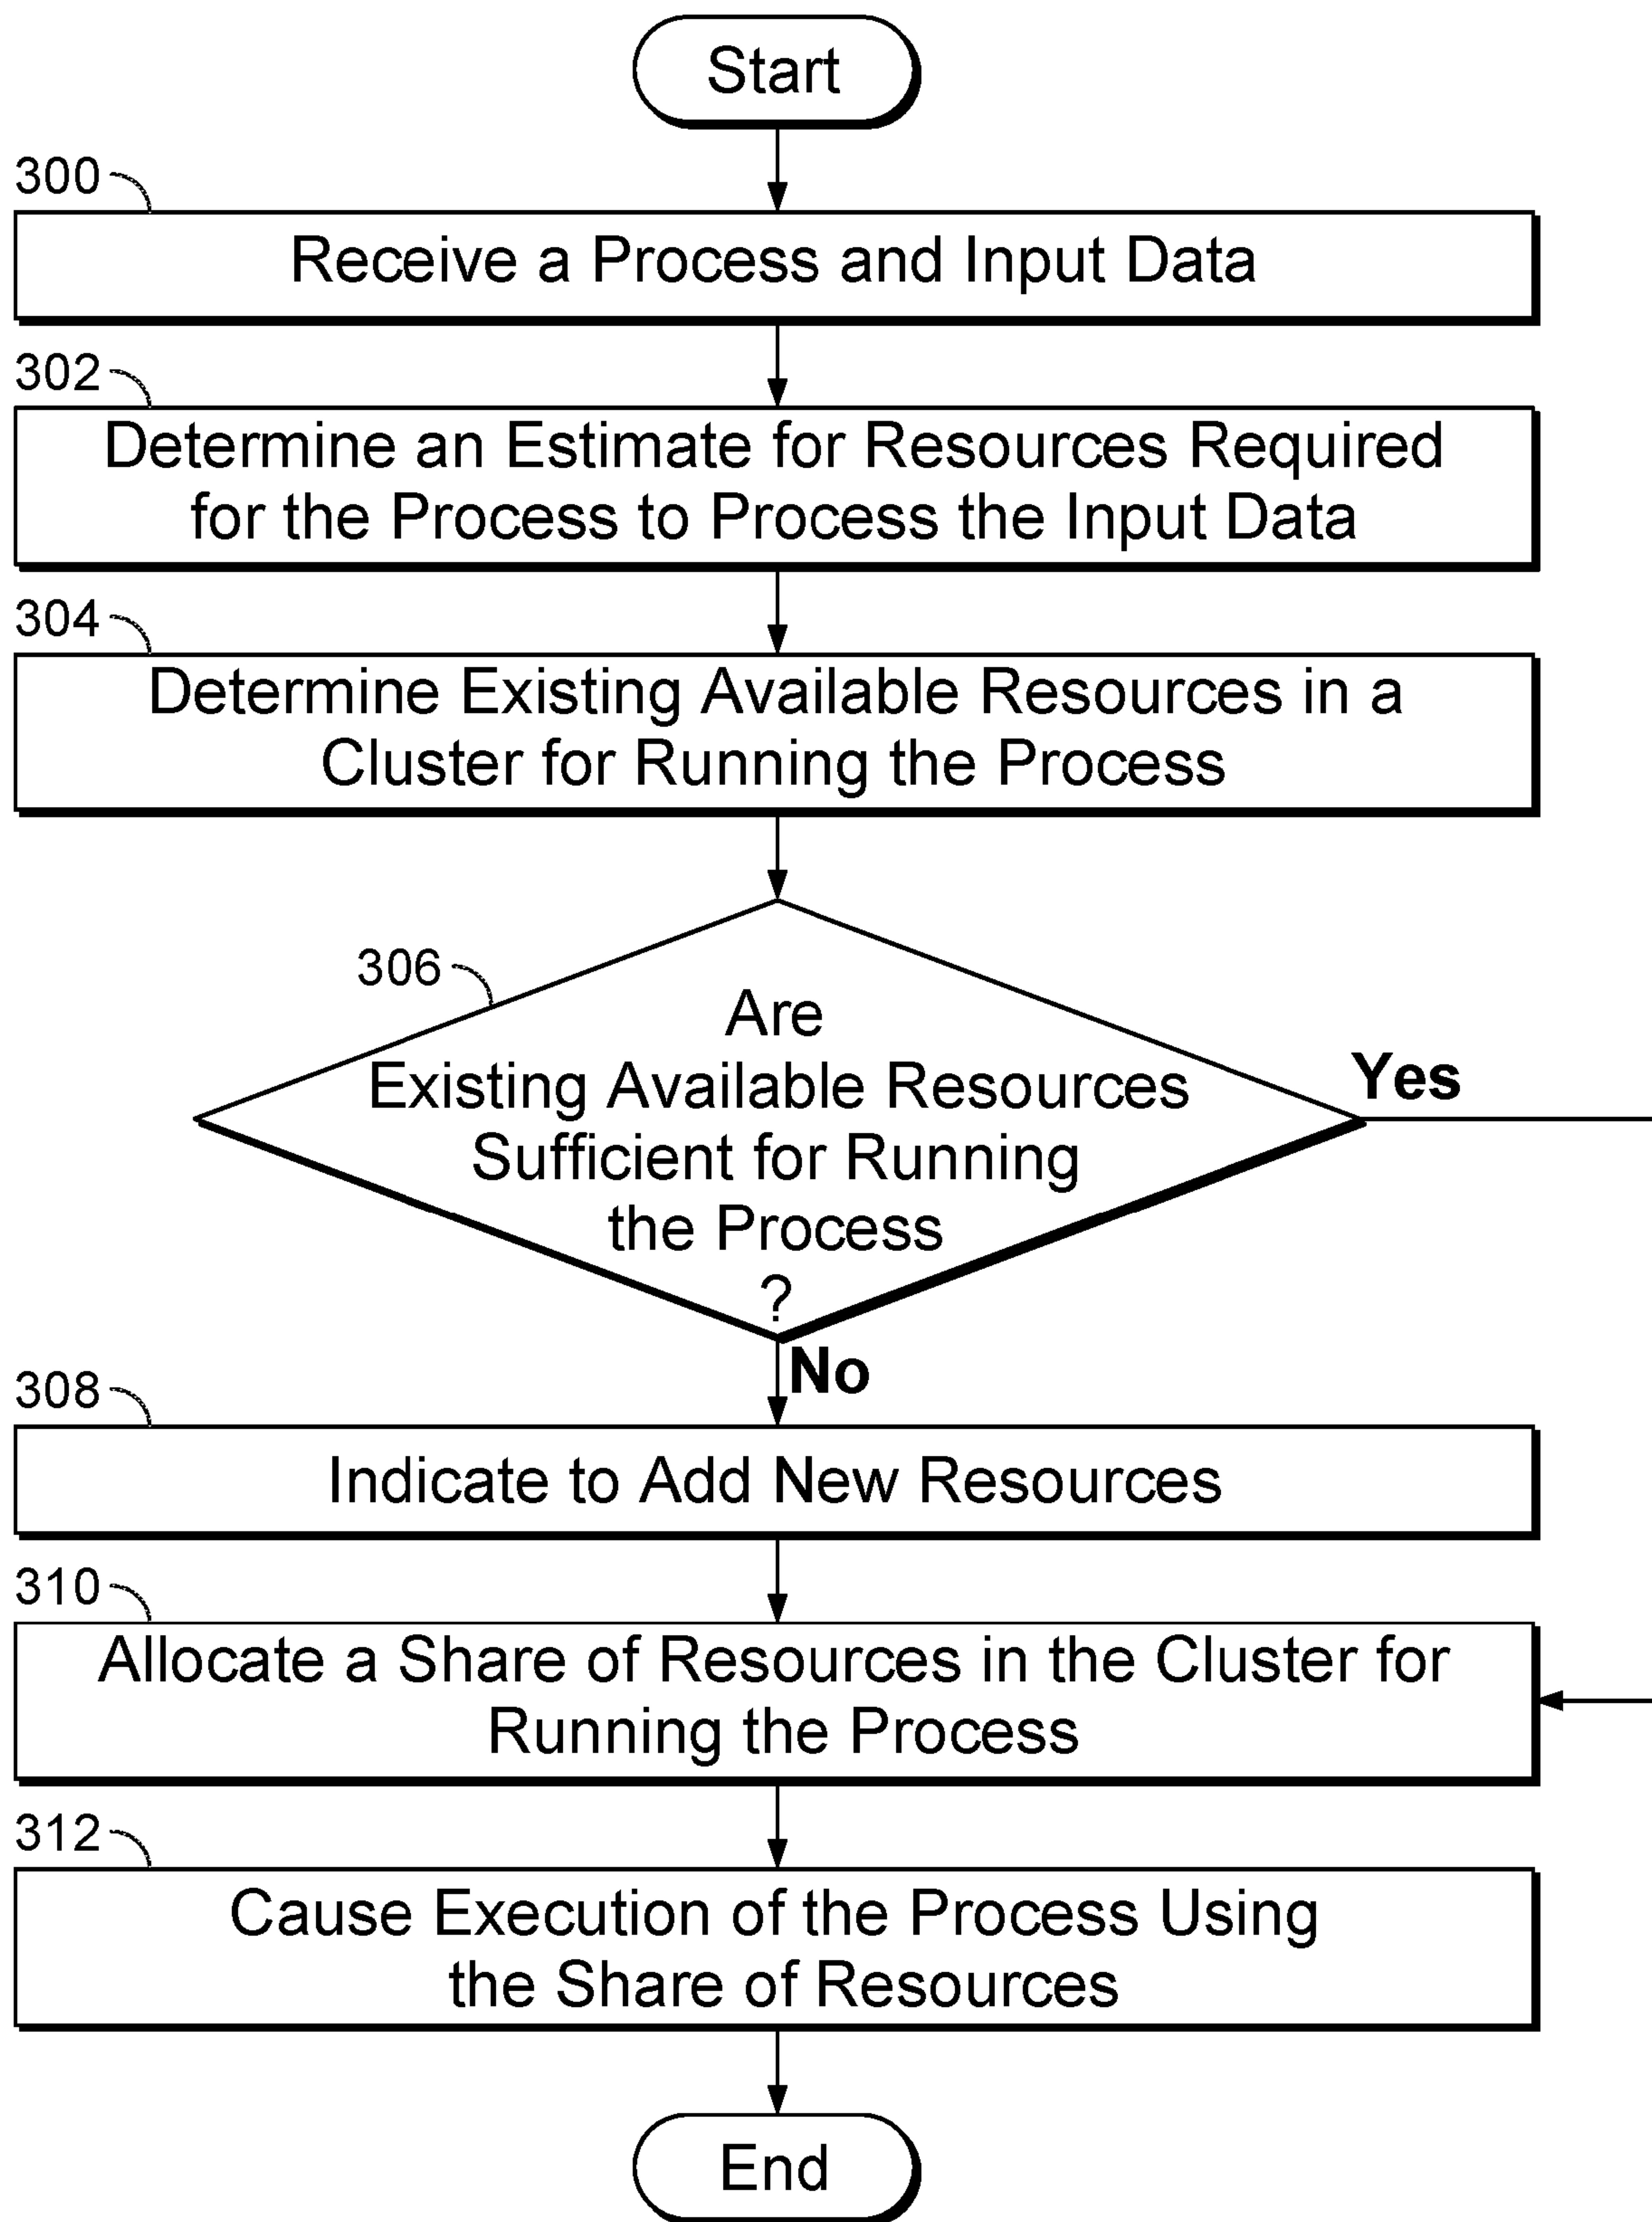 Start
300
Receive a Process and Input Data
302
Determine an Estimate for Resources Required
for the Process to Process the Input Data
304
Determine Existing Available Resources in a
Cluster for Running the Process
306
Are
Existing Available Resources
Sufficient for Running
the Process
?
Yes
No
308
Indicate to Add New Resources
310
Allocate a Share of Resources in the Cluster for
Running the Process
312
Cause Execution of the Process Using
the Share of Resources
End